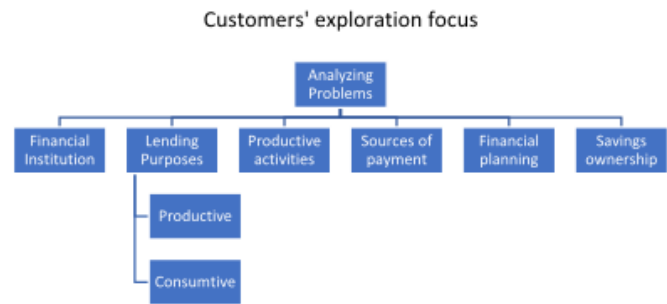 Customers' exploration focus
Analyzing
Problems
Financial
Institution
Lending
Purposes
Productive
activities
Sources of
payment
Financial
planning
Savings
ownership
Productive
Consumtive